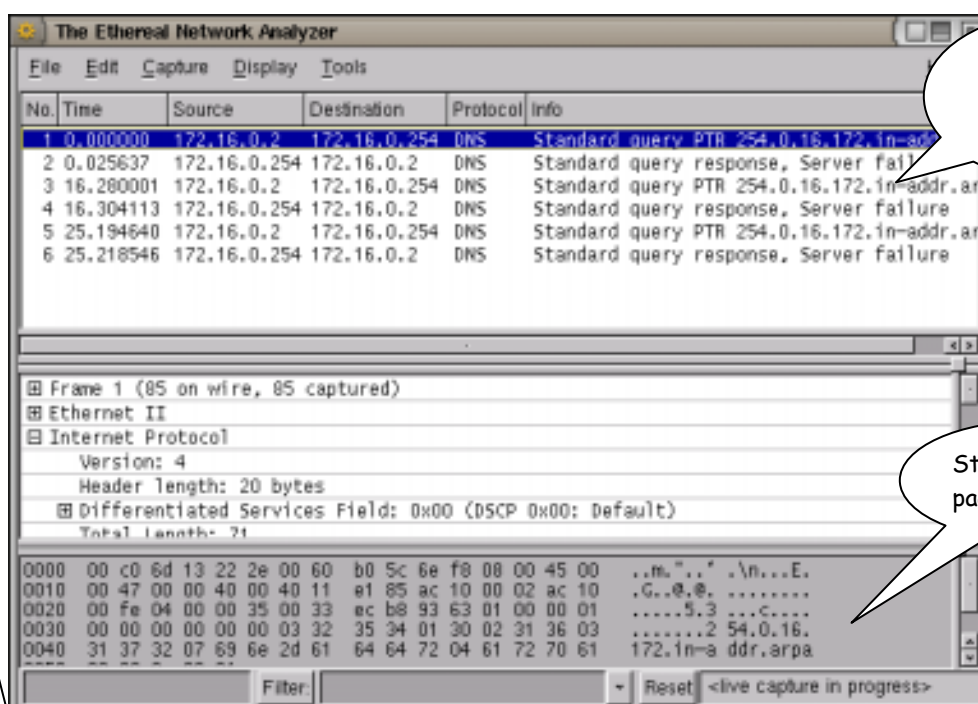 The Ethereal Network Analyzer
File Edit Capture Display Tools
No. Time Source Destination Protocol Info
1 0.000000 172.16.0.2 172.16.0.254 DNS Standard query PTR 254.0.16.172.in-add
2 0.025637 172.16.0.254 172.16.0.2 DNS Standard query response, Server fail
3 16.280001 172.16.0.2 172.16.0.254 DNS Standard query PTR 254.0.16.172.in-addr.ar
4 16.304113 172.16.0.254 172.16.0.2 DNS Standard query response, Server failure
5 25.194640 172.16.0.2 172.16.0.254 DNS Standard query PTR 254.0.16.172.in-addr.ar
6 25.218546 172.16.0.254 172.16.0.2 DNS Standard query response, Server failure
Frame 1 (85 on wire, 85 captured)
Ethernet II
Internet Protocol
Version: 4
Header length: 20 bytes
Differentiated Services Field: 0x00 (DSCP 0x00: Default)
Total Length: 71
St
pa
0000 00 c0 6d 13 22 2e 00 60 b0 5c 6e f8 08 00 45 00 ..m."..` .\n...E.
0010 00 47 00 00 40 00 40 11 e1 85 ac 10 00 02 ac 10 .G..@.@. ........
0020 00 fe 04 00 00 35 00 33 ec b8 93 63 01 00 00 01 .....5.3 ...c....
0030 00 00 00 00 00 00 03 32 35 34 01 30 02 31 36 03 .......2 54.0.16.
0040 31 37 32 07 69 6e 2d 61 64 64 72 04 61 72 70 61 172.in-a ddr.arpa
Filter: Reset <live capture in progress>